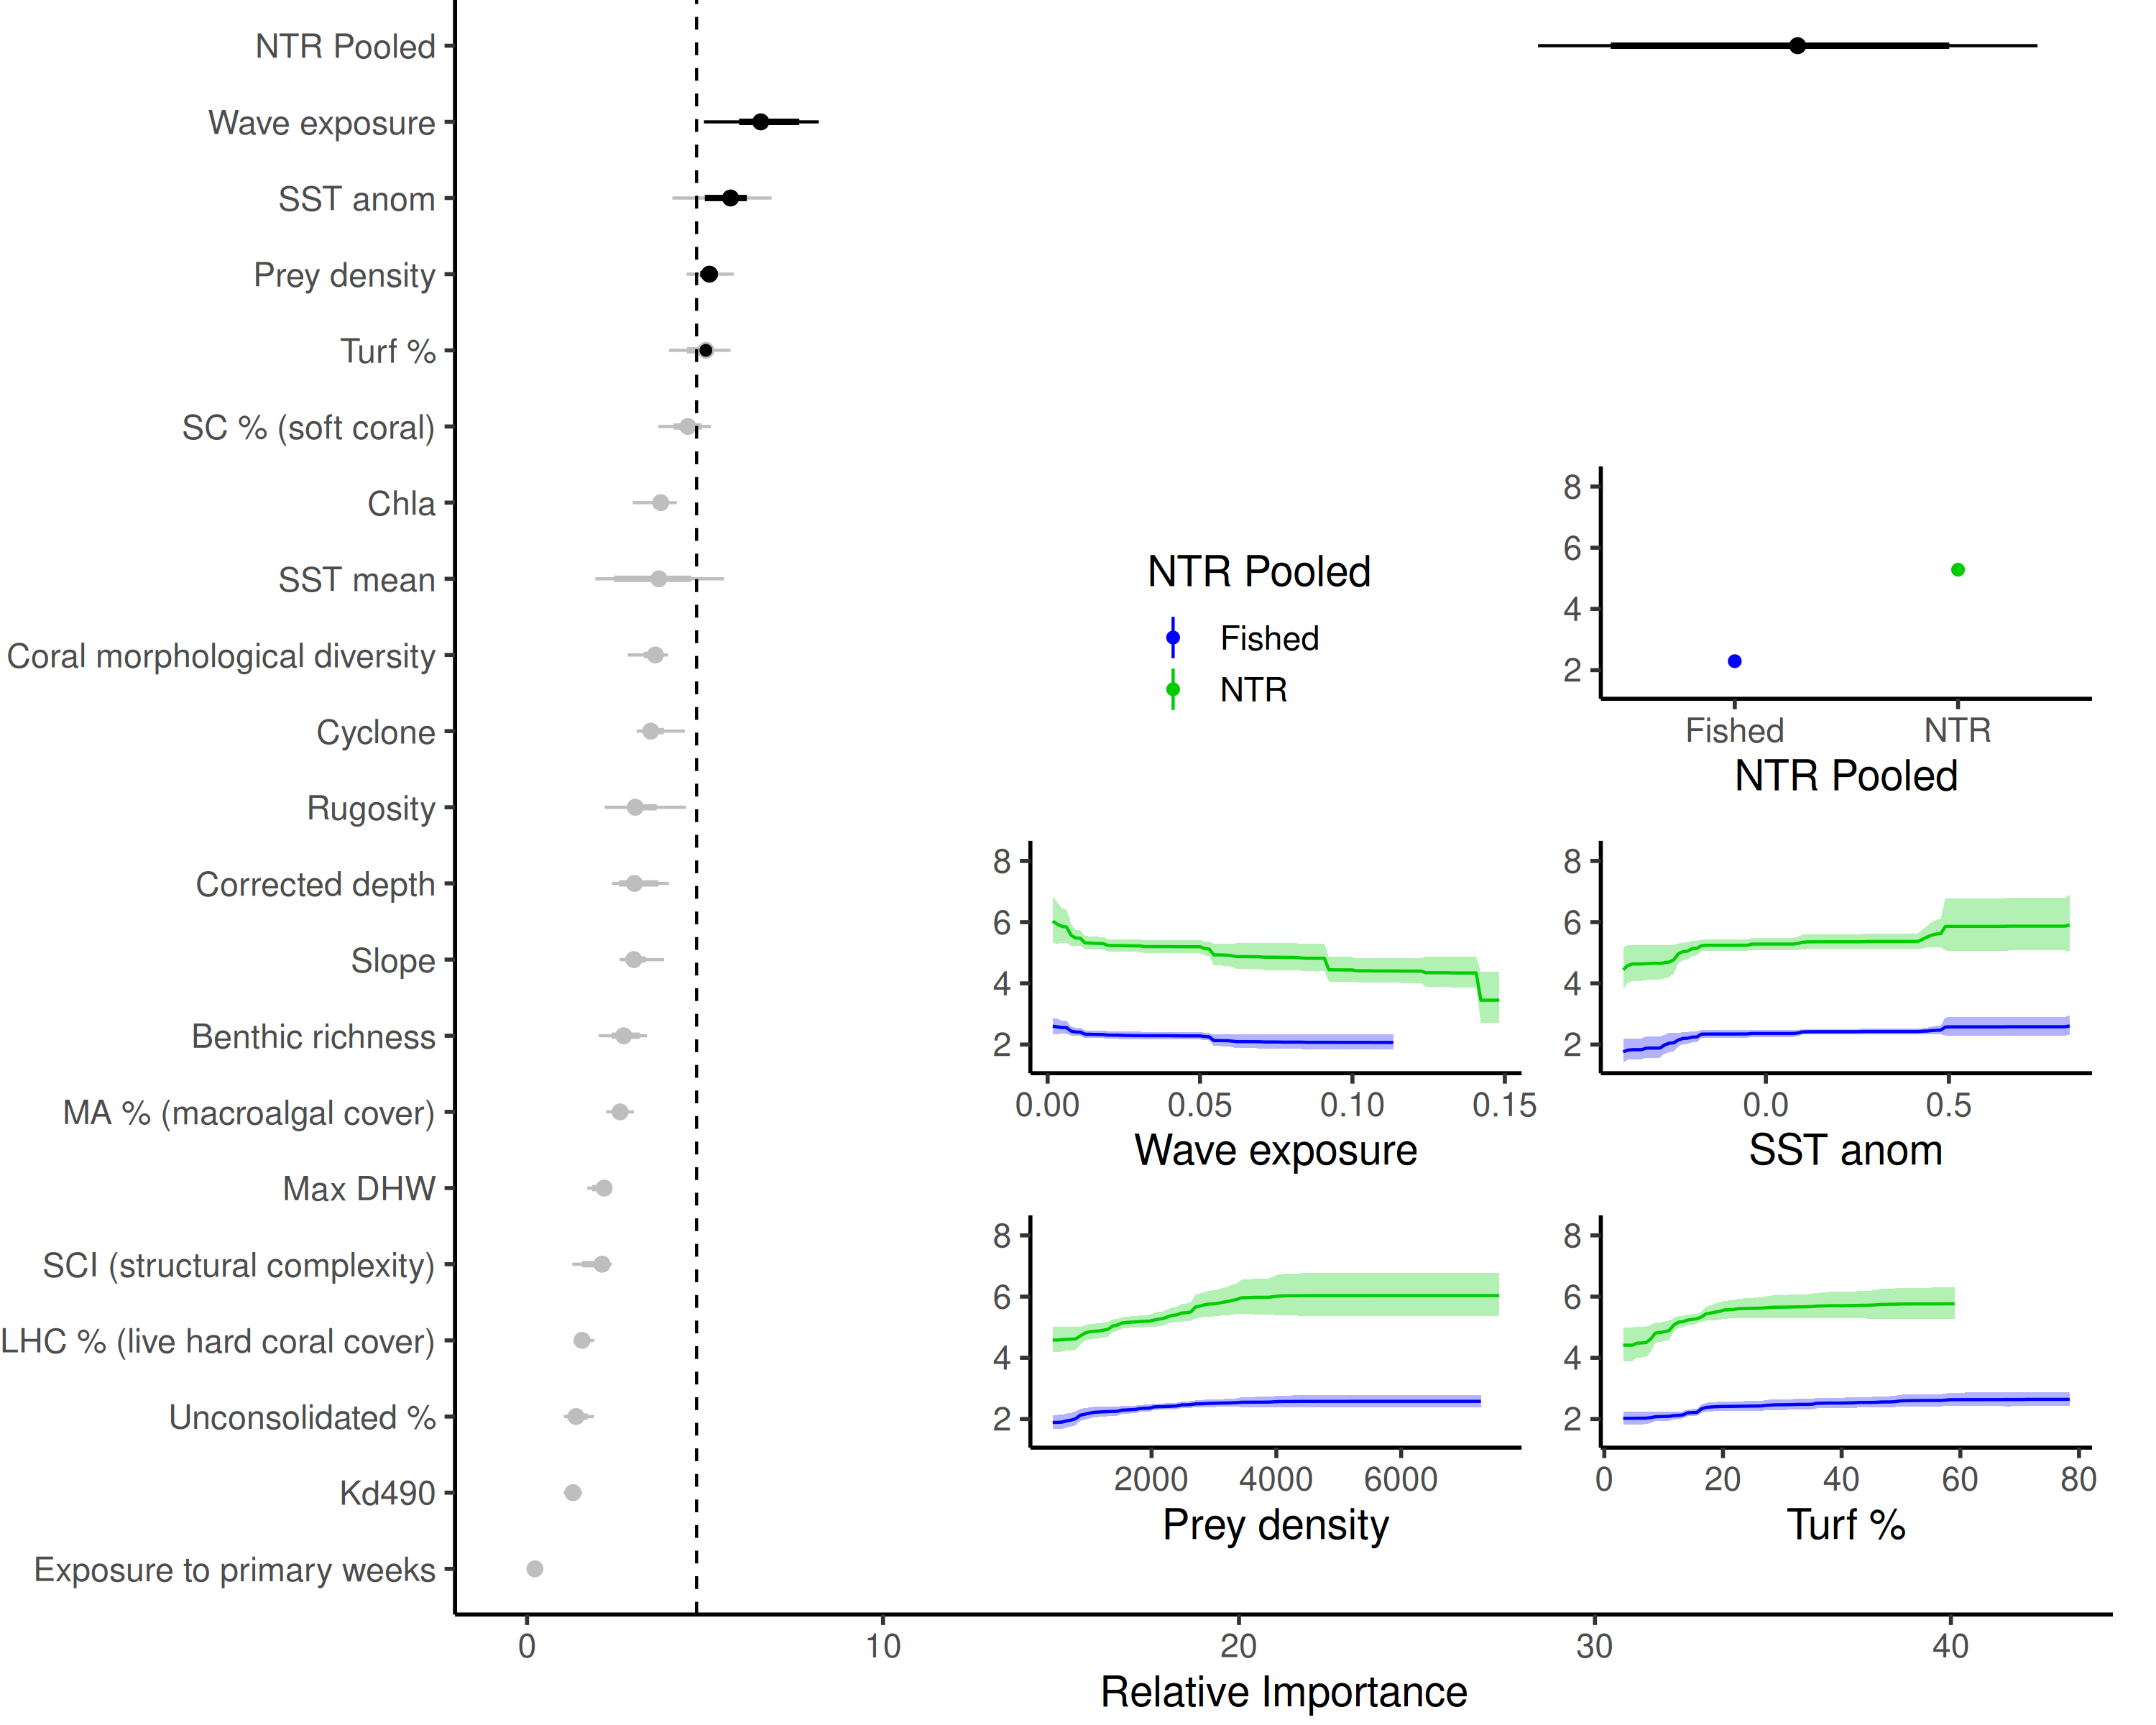 NTR Pooled
Wave exposure
SST anom
Prey density
Turf %
SC % (soft coral)
Chla
SST mean
Coral morphological diversity
Cyclone
Rugosity
Corrected depth
Slope
Benthic richness
MA % (macroalgal cover)
Max DHW
SCI (structural complexity)
LHC % (live hard coral cover)
Unconsolidated %
Kd490
Exposure to primary weeks
0 10 20 30 40
Relative Importance
NTR Pooled
Fished
NTR
8
6
4
2
Fished NTR
NTR Pooled
8
6
4
2
0.00 0.05 0.10 0.15
Wave exposure
8
6
4
2
0.0 0.5
SST anom
8
6
4
2
2000 4000 6000
Prey density
8
6
4
2
0 20 40 60 80
Turf %